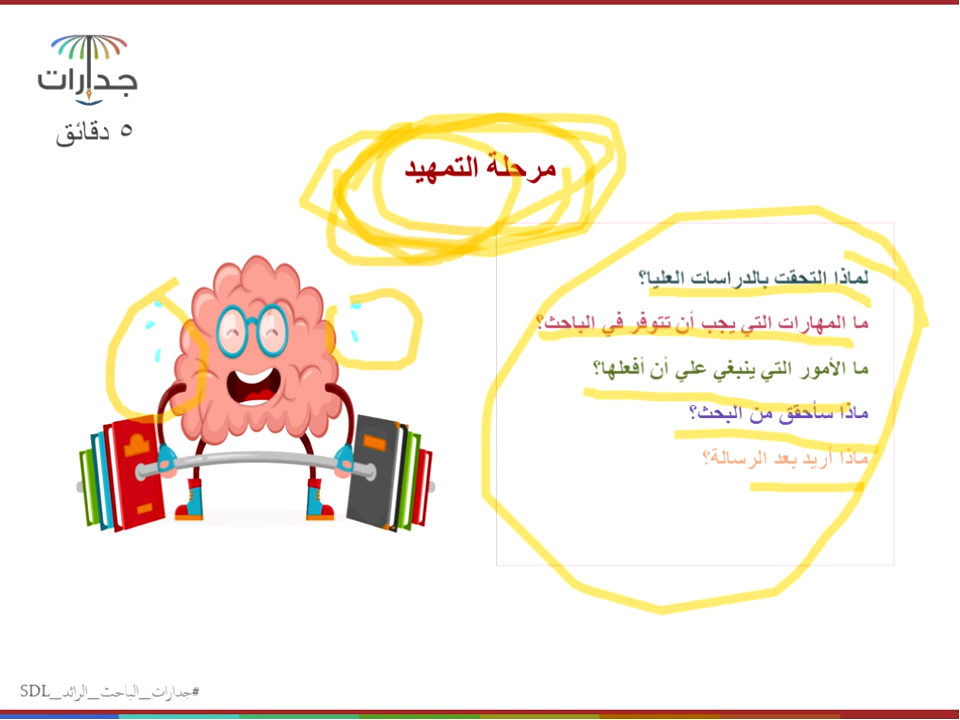 جدارات
٥ دقائق
مرحلة التمهيد
لماذا التحقت بالدراسات العليا؟
ما المهارات التي يجب أن تتوفر في الباحث؟
ما الأمور التي ينبغي علي أن أفعلها؟
ماذا سأحقق من البحث؟
ماذا أريد بعد الرسالة؟
#جدارات_الباحث_الرائد_SDL